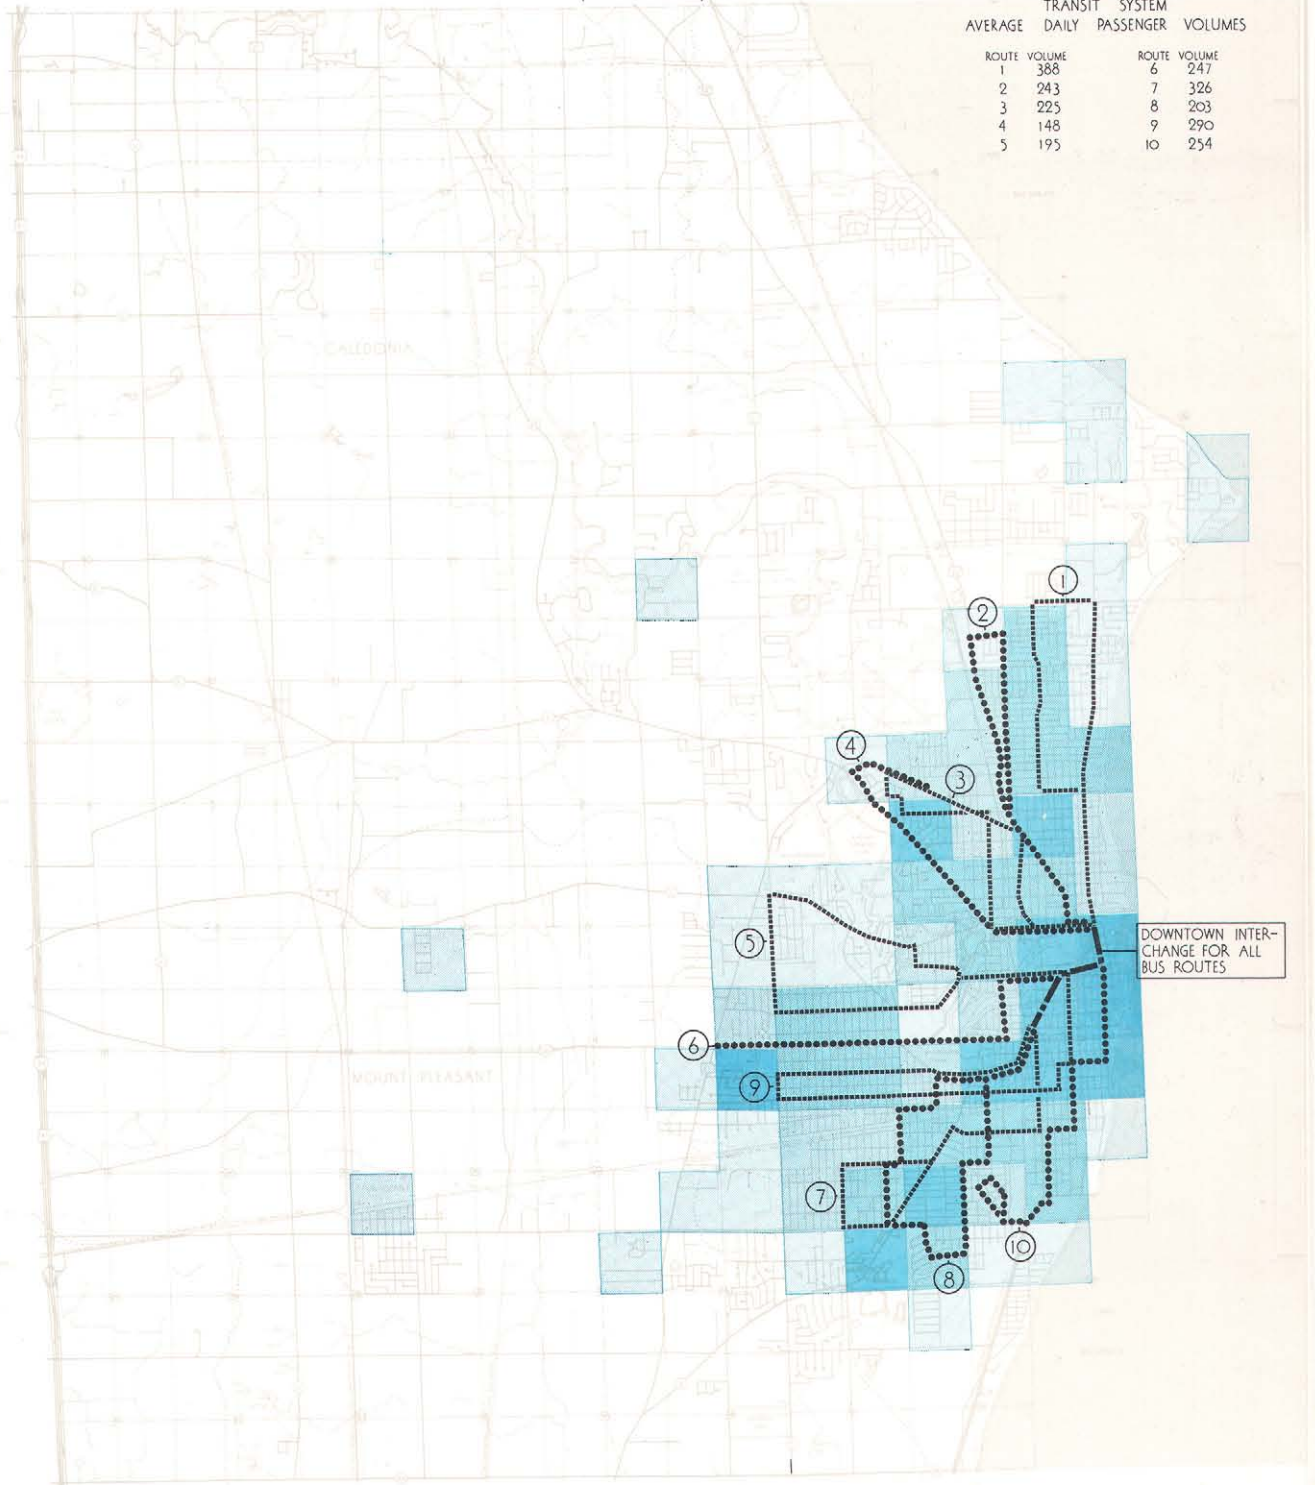 TRANSIT SYSTEM
AVERAGE DAILY PASSENGER VOLUMES
ROUTE VOLUME ROUTE VOLUME
1 388 6 247
2 243 7 326
3 225 8 203
4 148 9 290
5 195 10 254
CALEDONIA
1
2
4
3
5
DOWNTOWN INTER-
CHANGE FOR ALL
BUS ROUTES
6
MOUNT PLEASANT
9
7
10
8